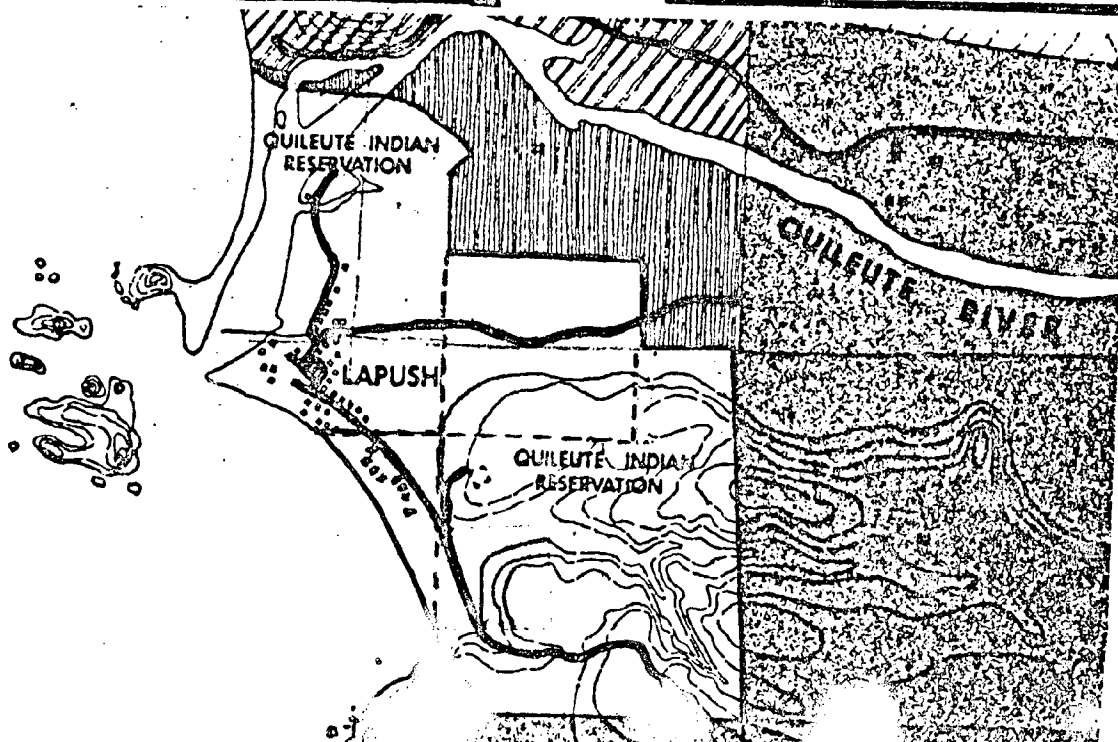 QUILEUTE INDIAN
RESERVATION
QUILEUTE
RIVER
LAPUSH
QUILEUTE INDIAN
RESERVATION